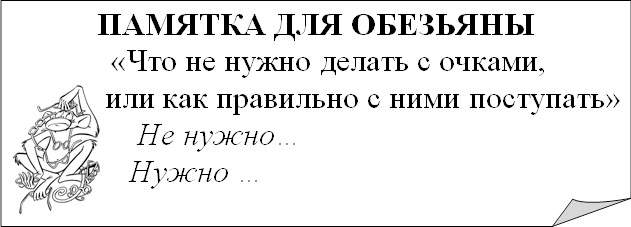 ПАМЯТКА ДЛЯ ОБЕЗЬЯНЫ
«Что не нужно делать с очками,
или как правильно с ними поступать»
Не нужно...
Нужно ...